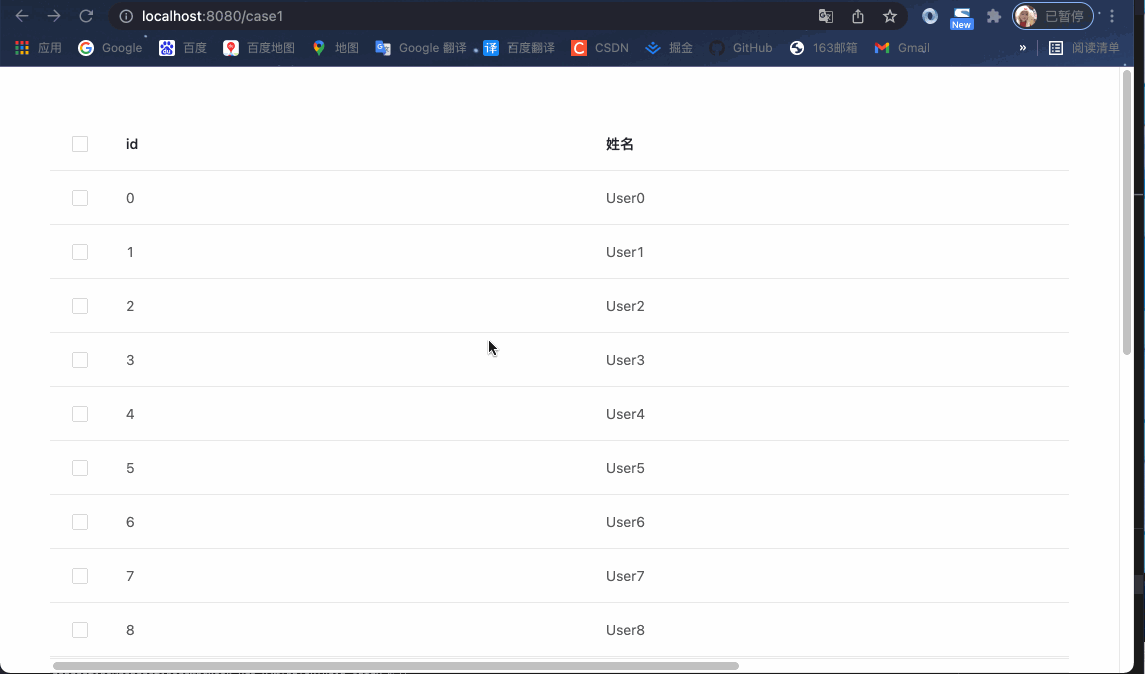 localhost:8080/case1
New
已暂停
应用 Google 百度 百度地图 地图 Google 翻译 译 百度翻译 C CSDN 掘金 GitHub 163邮箱 Gmail » 阅读清单
id 姓名
0 User0
1 User1
2 User2
3 User3
4 User4
5 User5
6 User6
7 User7
8 User8